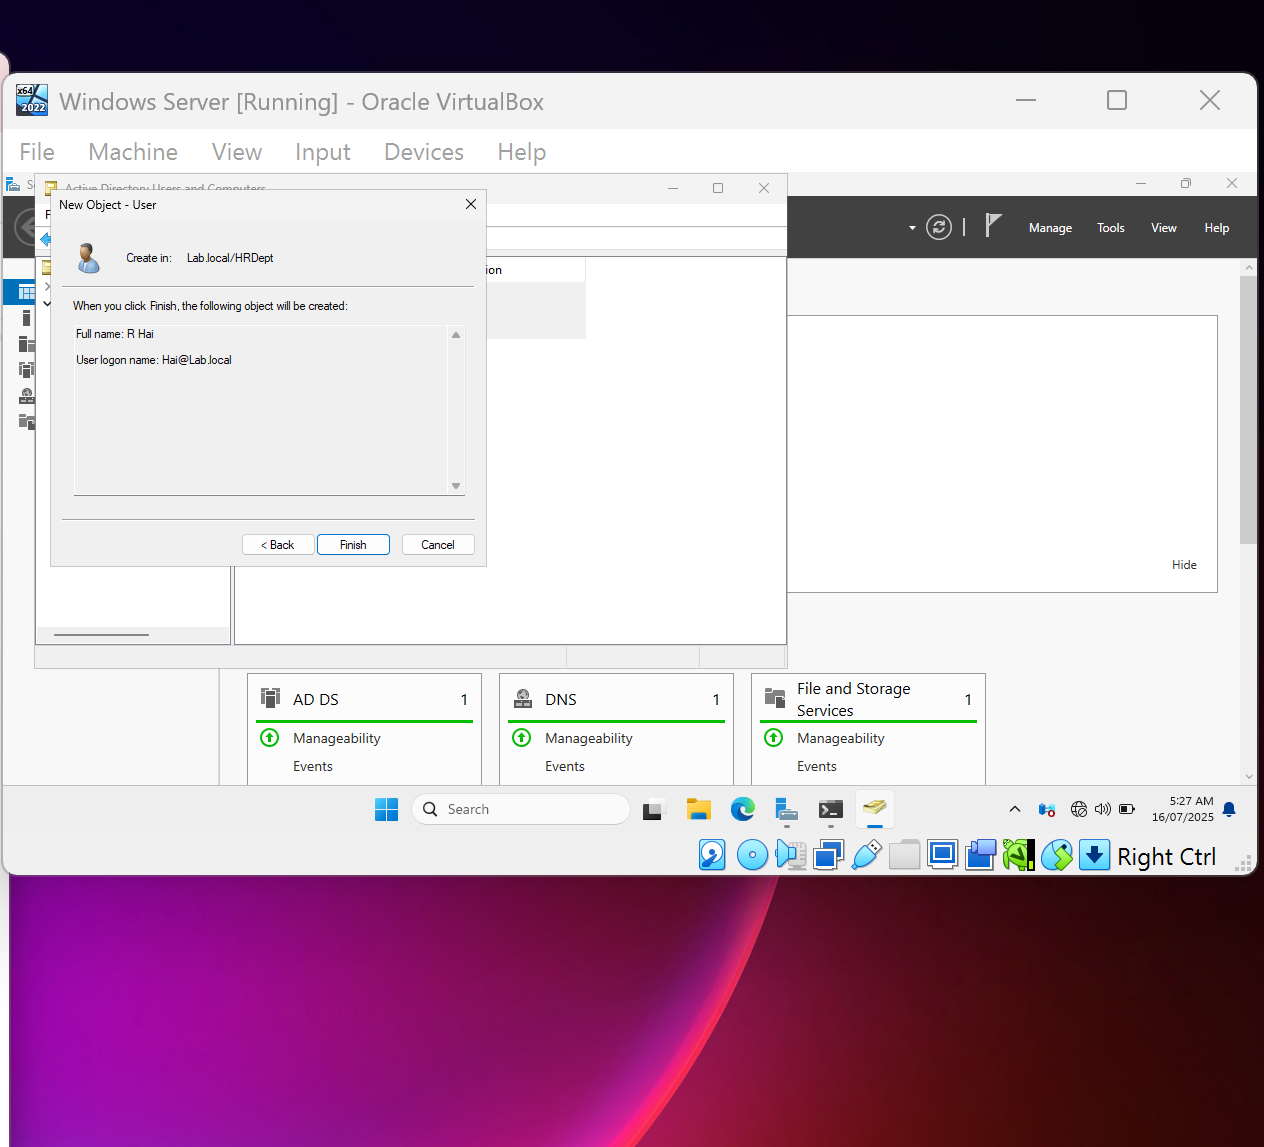 x64
2022
Windows Server [Running] - Oracle VirtualBox
File Machine View Input Devices Help
Active Directory Users and Computers
New Object - User
Manage Tools View Help
Create in: Lab.local/HRDept
ion
When you click Finish, the following object will be created:
Full name: R Hai
User logon name: Hai@Lab.local
< Back Finish Cancel
Hide
AD DS 1
Manageability
Events
DNS 1
Manageability
Events
File and Storage
Services 1
Manageability
Events
Search
5:27 AM
16/07/2025
Right Ctrl